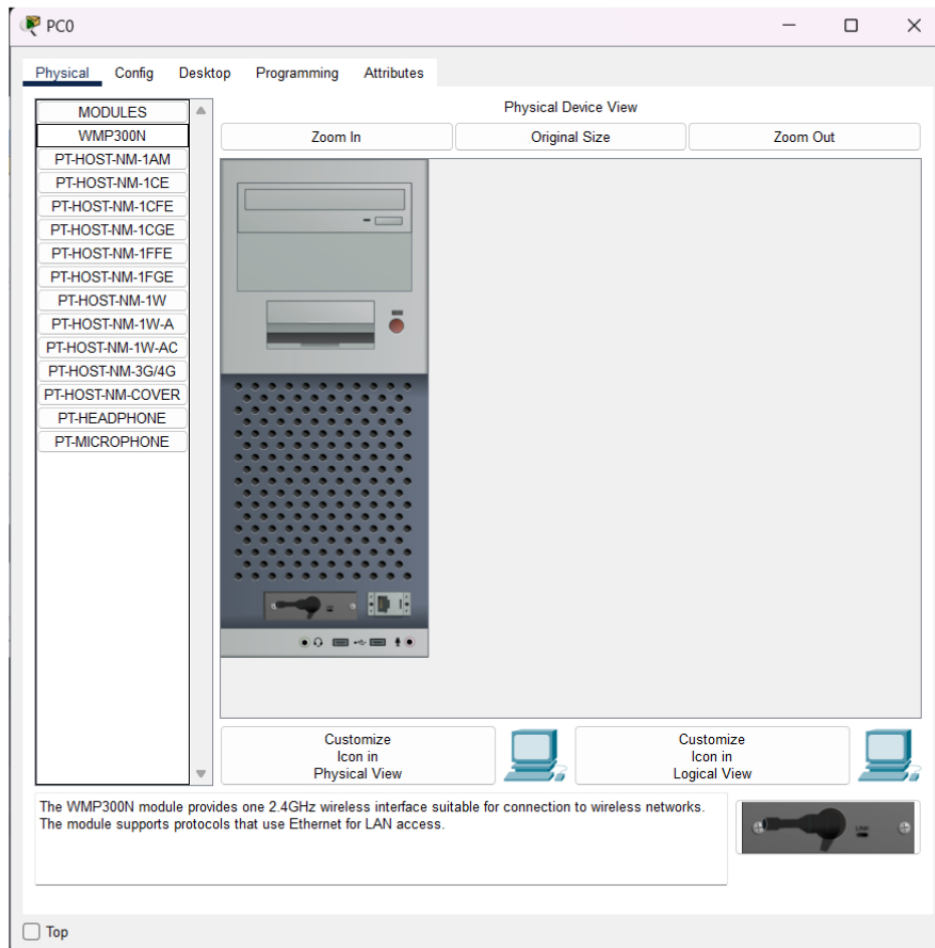 PC0
Physical Config Desktop Programming Attributes
MODULES
WMP300N
PT-HOST-NM-1AM
PT-HOST-NM-1CE
PT-HOST-NM-1CFE
PT-HOST-NM-1CGE
PT-HOST-NM-1FFE
PT-HOST-NM-1FGE
PT-HOST-NM-1W
PT-HOST-NM-1W-A
PT-HOST-NM-1W-AC
PT-HOST-NM-3G/4G
PT-HOST-NM-COVER
PT-HEADPHONE
PT-MICROPHONE
Physical Device View
Zoom In Original Size Zoom Out
Customize
Icon in
Physical View
Customize
Icon in
Logical View
The WMP300N module provides one 2.4GHz wireless interface suitable for connection to wireless networks.
The module supports protocols that use Ethernet for LAN access.
LINK
Top